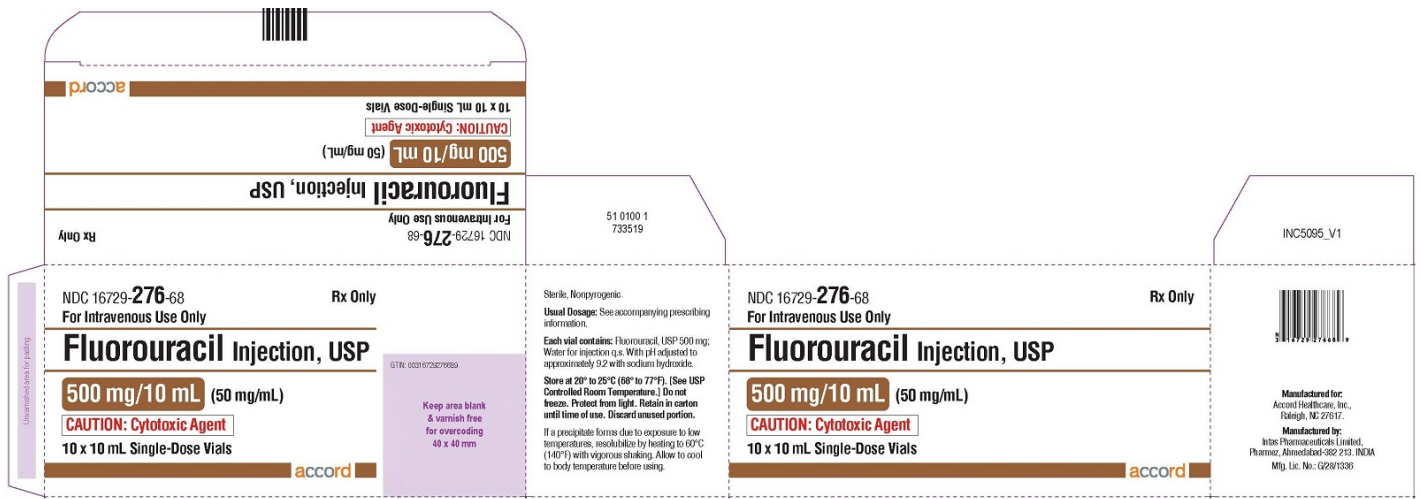 accord
10 x 10 mL Single-Dose Vials
CAUTION: Cytotoxic Agent
500 mg/10 mL (50 mg/mL)
Fluorouracil Injection, USP
For Intravenous Use Only
NDC 16729-276-68
Rx Only
51 0100 1
733519
INC5095_V1
Unvarnished area for pasting
NDC 16729-276-68
Rx Only
For Intravenous Use Only
Fluorouracil Injection, USP
500 mg/10 mL (50 mg/mL)
CAUTION: Cytotoxic Agent
10 x 10 mL Single-Dose Vials
accord
GTIN: 00316729276689
Keep area blank
& varnish free
for overcoding
40 x 40 mm
Sterile, Nonpyrogenic
Usual Dosage: See accompanying prescribing
information.
Each vial contains: Fluorouracil, USP 500 mg;
Water for injection q.s. With pH adjusted to
approximately 9.2 with sodium hydroxide.
Store at 20° to 25°C (68° to 77°F). [See USP
Controlled Room Temperature.] Do not
freeze. Protect from light. Retain in carton
until time of use. Discard unused portion.
If a precipitate forms due to exposure to low
temperatures, resolubilize by heating to 60°C
(140°F) with vigorous shaking. Allow to cool
to body temperature before using.
NDC 16729-276-68
Rx Only
For Intravenous Use Only
Fluorouracil Injection, USP
500 mg/10 mL (50 mg/mL)
CAUTION: Cytotoxic Agent
10 x 10 mL Single-Dose Vials
accord
3 16729 27668 9
Manufactured for:
Accord Healthcare, Inc.,
Raleigh, NC 27617.
Manufactured by:
Intas Pharmaceuticals Limited,
Pharmez, Ahmedabad-382 213. INDIA
Mfg. Lic. No.: G/28/1336